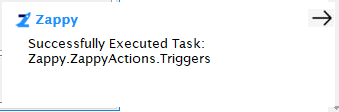 Zappy
Successfully Executed Task:
Zappy.ZappyActions.Triggers